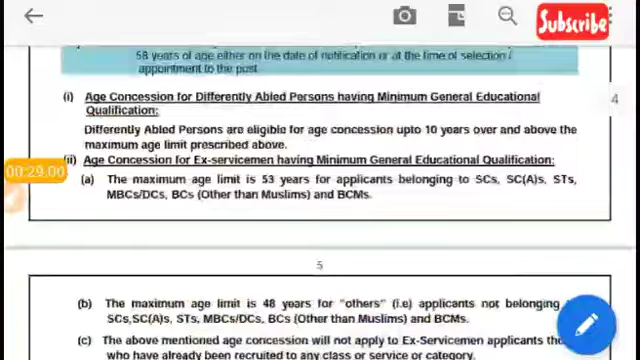 Subscribe
58 years of age either on the date of notification or at the time of selection /
appointment to the post.
4
(i) Age Concession for Differently Abled Persons having Minimum General Educational
Qualification:
Differently Abled Persons are eligible for age concession upto 10 years over and above the
maximum age limit prescribed above.
(ii) Age Concession for Ex-servicemen having Minimum General Educational Qualification:
00:29.00
(a) The maximum age limit is 53 years for applicants belonging to SCs, SC(A)s, STs,
MBCs/DCs, BCs (Other than Muslims) and BCMs.
5
(b) The maximum age limit is 48 years for "others" (i.e) applicants not belonging
SCs,SC(A)s, STs, MBCs/DCs, BCs (Other than Muslims) and BCMs.
(c) The above mentioned age concession will not apply to Ex-Servicemen applicants
who have already been recruited to any class or service or category.